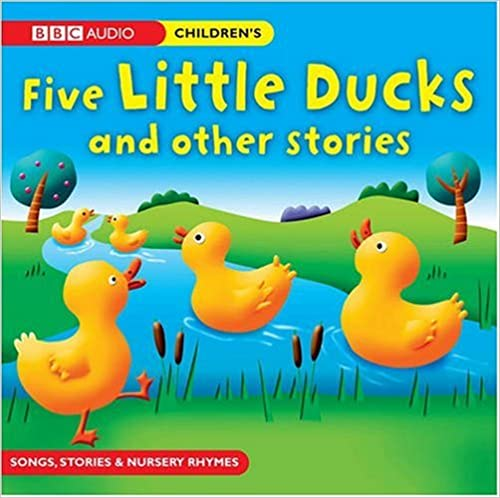 BBC AUDIO CHILDREN'S
Five Little Ducks
and other stories
SONGS, STORIES & NURSERY RHYMES